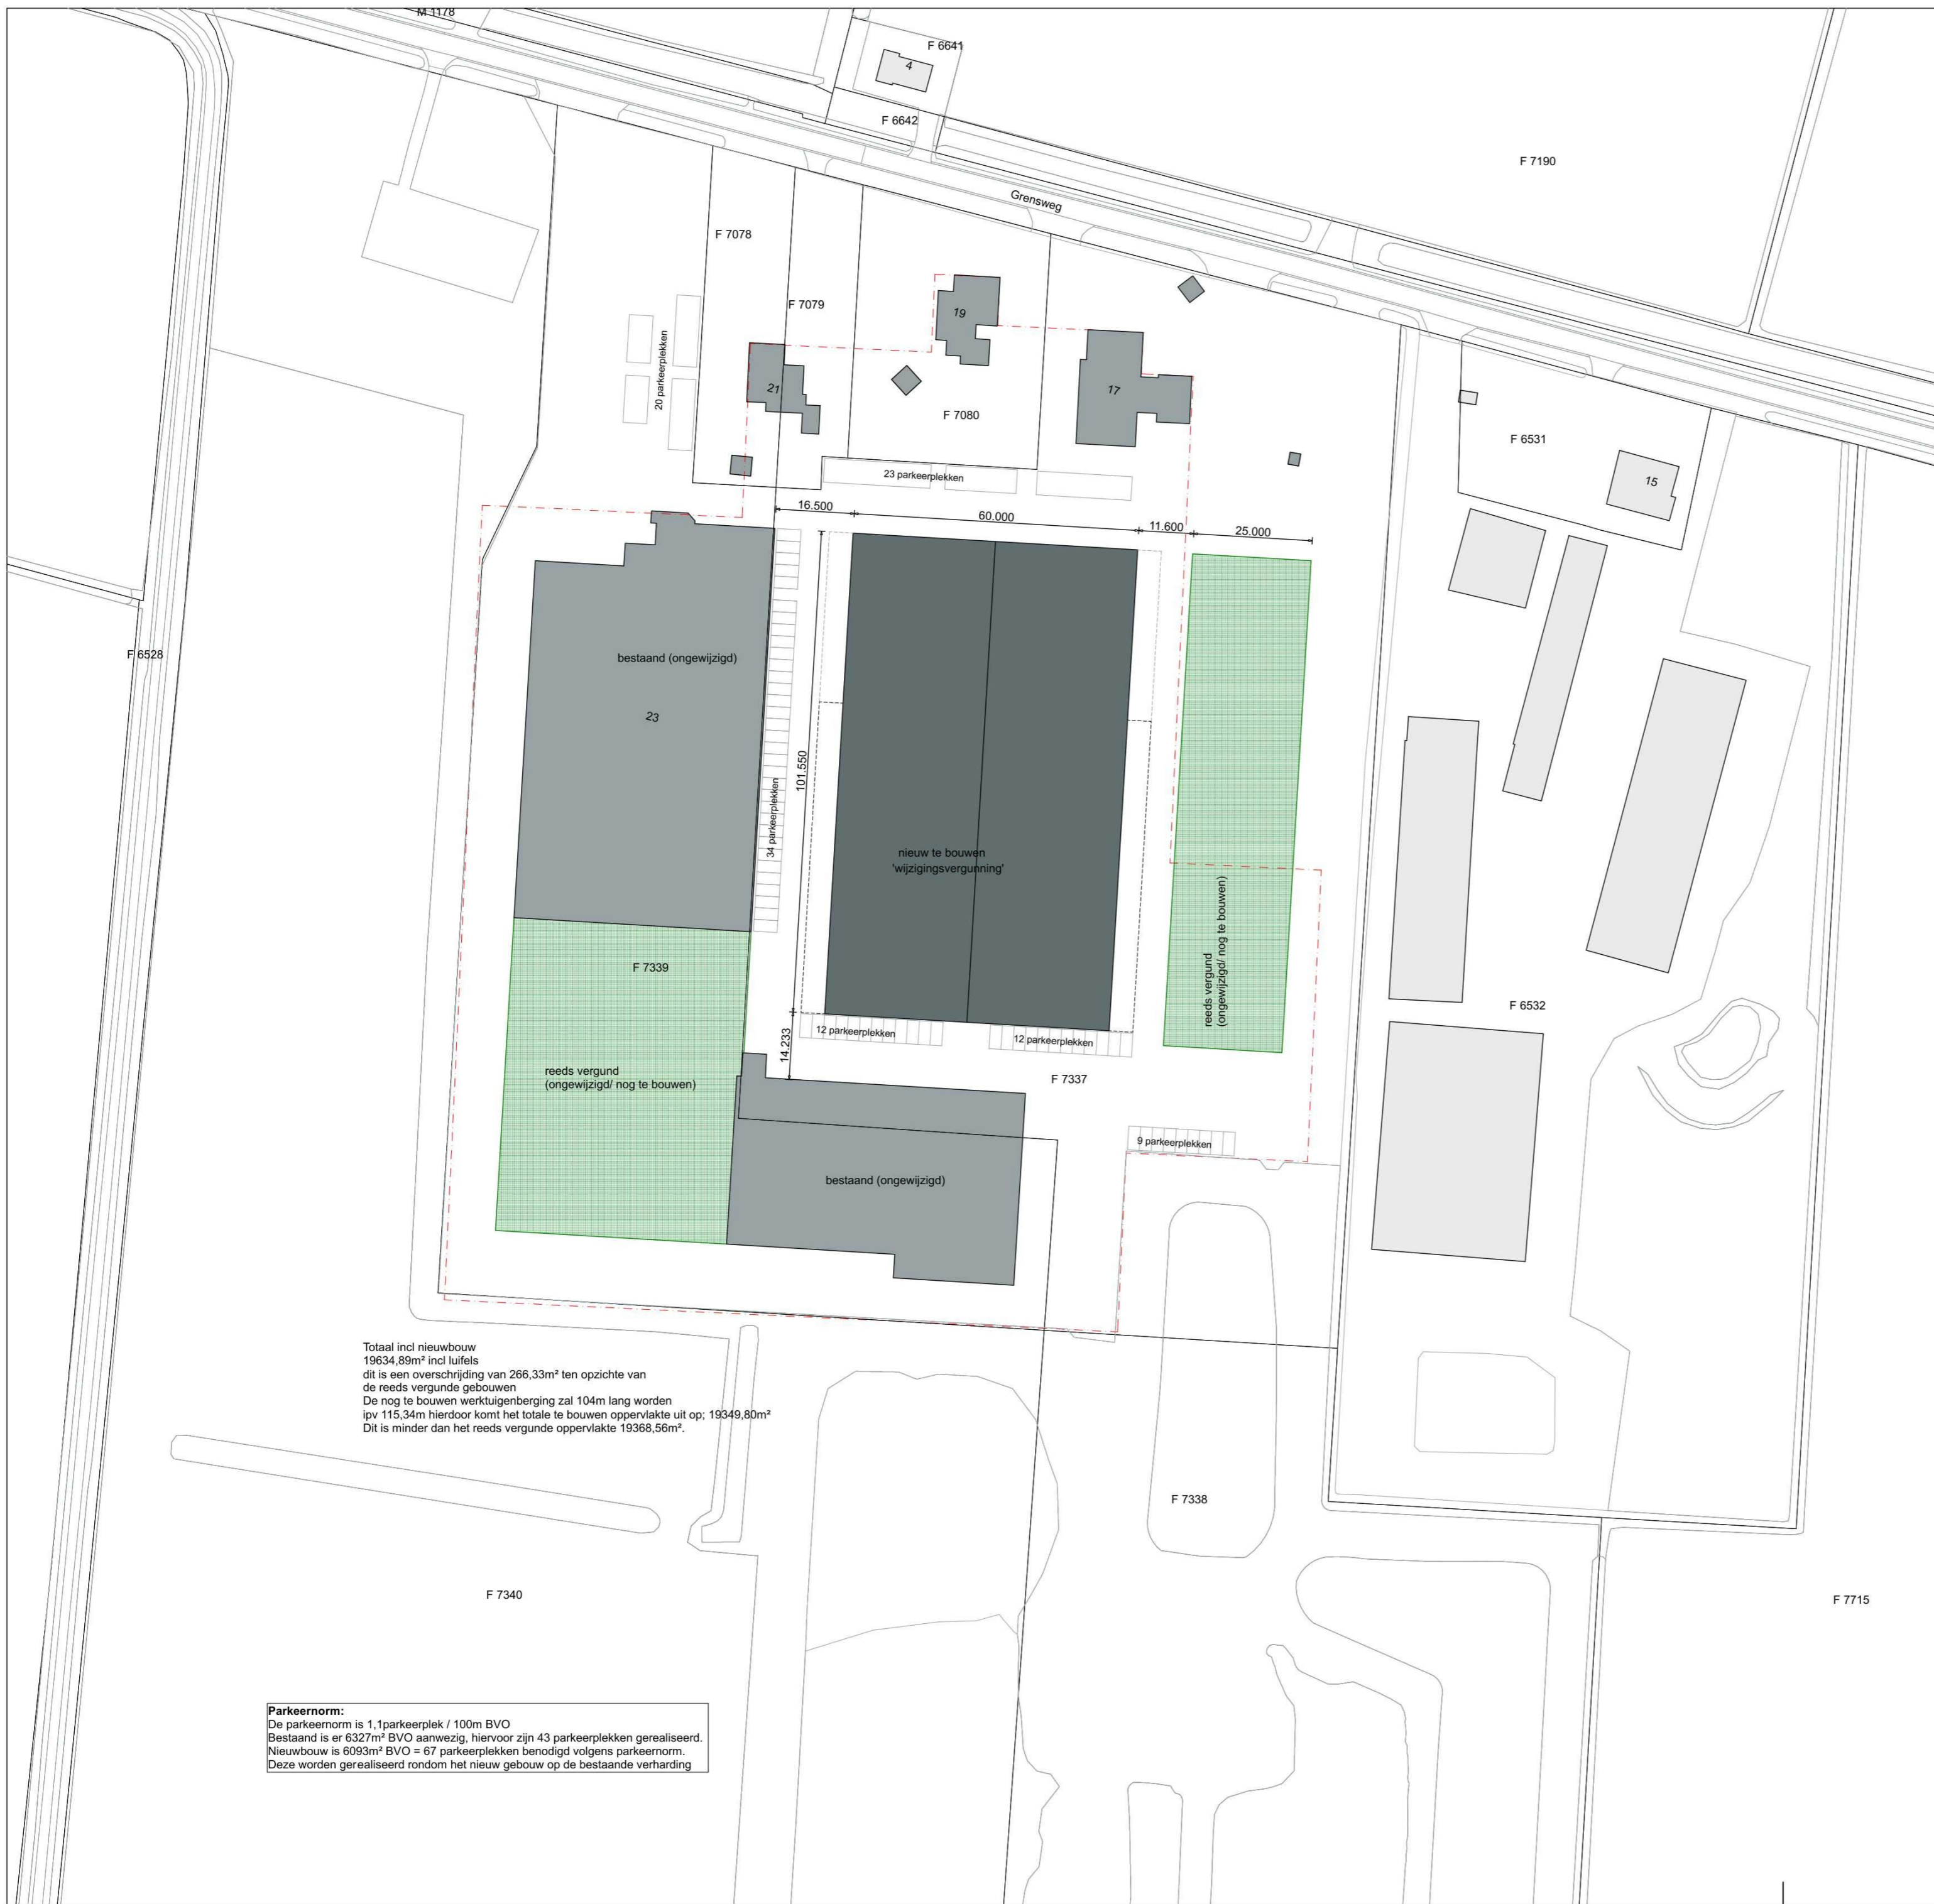 M 1178
F 6641
4
F 6642
F 7190
Grensweg
F 7078
F 7079
19
20 parkeerplekken
21
17
F 7080
F 6531
23 parkeerplekken
15
16.500
60.000
11.600
25.000
F 6528
bestaand (ongewijzigd)
23
101.550
34 parkeerplekken
nieuw te bouwen
'wijzigingsvergunning'
reeds vergund
(ongewijzigd/ nog te bouwen)
F 7339
F 6532
12 parkeerplekken
12 parkeerplekken
14.233
reeds vergund
(ongewijzigd/ nog te bouwen)
F 7337
9 parkeerplekken
bestaand (ongewijzigd)
Totaal incl nieuwbouw
19634,89m² incl luifels
dit is een overschrijding van 266,33m² ten opzichte van
de reeds vergunde gebouwen
De nog te bouwen werktuigenberging zal 104m lang worden
ipv 115,34m hierdoor komt het totale te bouwen oppervlakte uit op; 19349,80m²
Dit is minder dan het reeds vergunde oppervlakte 19368,56m².
F 7338
F 7340
F 7715
Parkeernorm:
De parkeernorm is 1,1parkeerplek / 100m BVO
Bestaand is er 6327m² BVO aanwezig, hiervoor zijn 43 parkeerplekken gerealiseerd.
Nieuwbouw is 6093m² BVO = 67 parkeerplekken benodigd volgens parkeernorm.
Deze worden gerealiseerd rondom het nieuw gebouw op de bestaande verharding